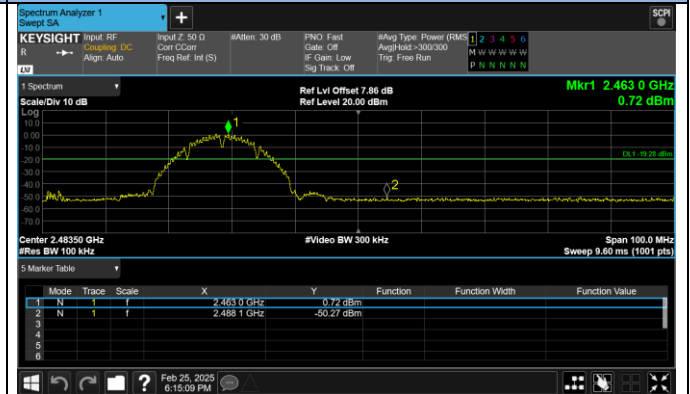 Spectrum Analyzer 1
Swept SA
+
SCPI
KEYSIGHT Input: RF Input Z: 50 Ω #Atten: 30 dB PNO: Fast #Avg Type: Power (RMS 1 2 3 4 5 6
R Coupling: DC Corr CCorr Gate: Off Avg|Hold:>300/300 M W W W W W
Align: Auto Freq Ref: Int (S) IF Gain: Low Trig: Free Run
LNI Sig Track: Off P N N N N N
1 Spectrum Ref Lvl Offset 7.86 dB Mkr1 2.463 0 GHz
Scale/Div 10 dB Ref Level 20.00 dBm 0.72 dBm
Log
10.0
0.00
-10.0
-20.0
-30.0
-40.0
-50.0
-60.0
-70.0
1
DL1 -19.28 dBm
2
Center 2.48350 GHz #Video BW 300 kHz Span 100.0 MHz
#Res BW 100 kHz Sweep 9.60 ms (1001 pts)
5 Marker Table
Mode Trace Scale X Y Function Function Width Function Value
1 N 1 f 2.463 0 GHz 0.72 dBm
2 N 1 f 2.488 1 GHz -50.27 dBm
3
4
5
6
? Feb 25, 2025
6:15:09 PM